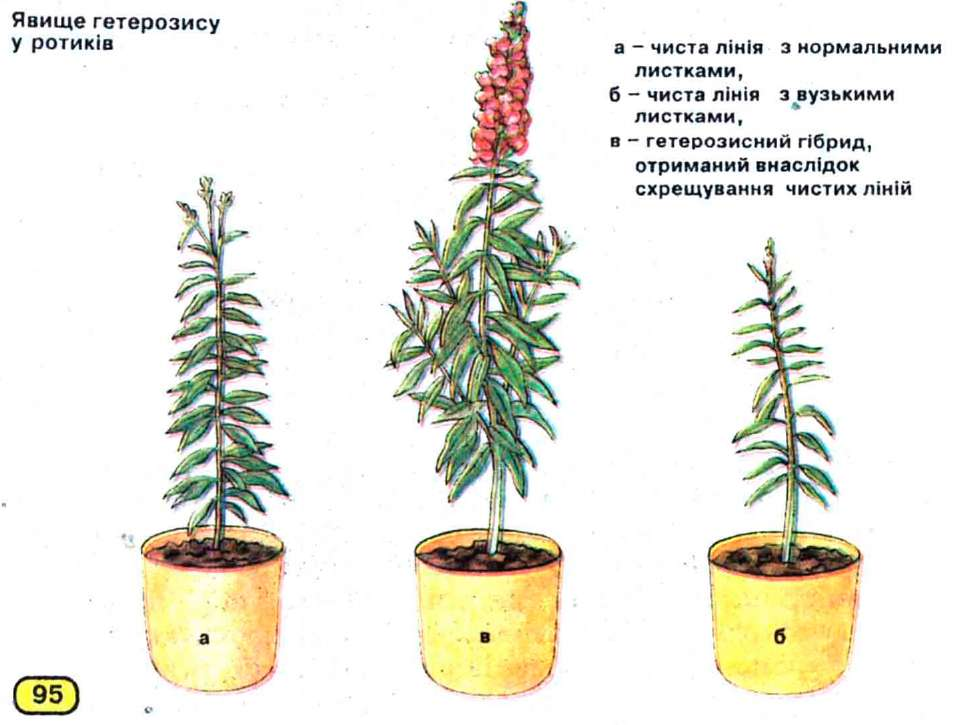 Явище гетерозису
у ротиків
а – чиста лінія з нормальними
листками,
б – чиста лінія з вузькими
листками,
в – гетерозисний гібрид,
отриманий внаслідок
схрещування чистих ліній
а
в
б
95